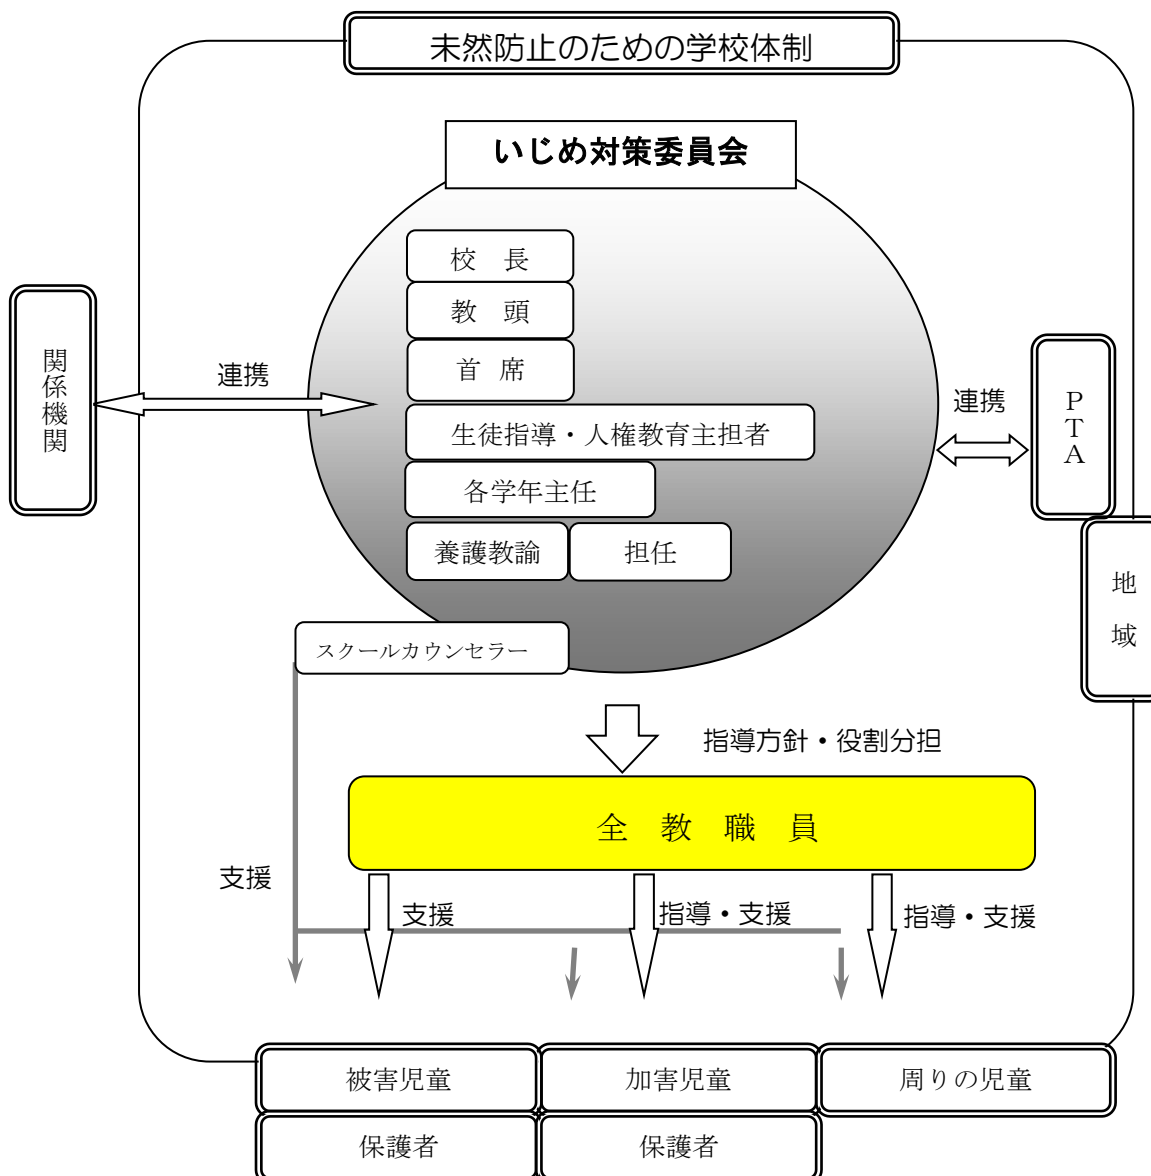 未然防止のための学校体制
いじめ対策委員会
校　長
教　頭
首　席
生徒指導・人権教育主担者
各学年主任
養護教諭
担任
スクールカウンセラー
関係機関
連携
連携
PTA
地域
指導方針・役割分担
全　教　職　員
支援
支援
指導・支援
指導・支援
被害児童
加害児童
周りの児童
保護者
保護者